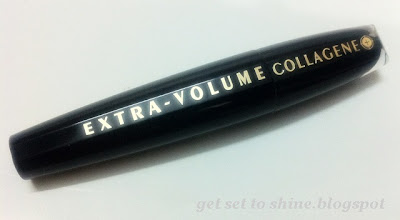 EXTRA-VOLUME COLLAGENE
get set to shine.blogspot